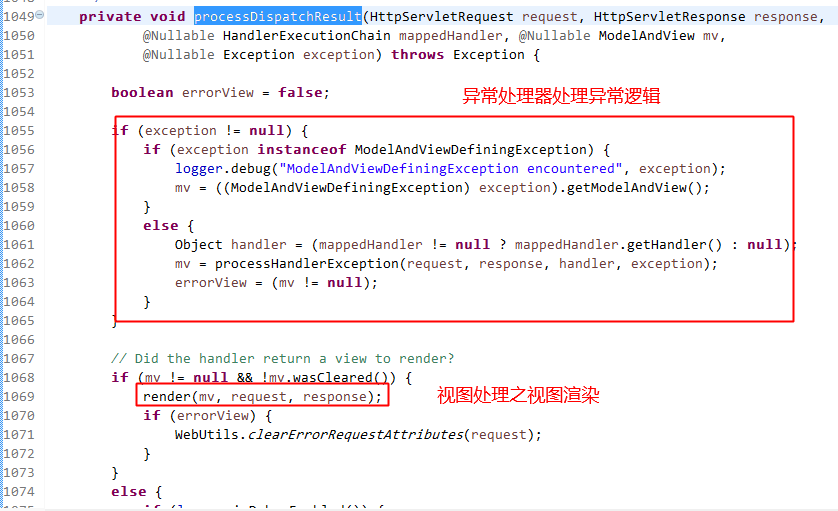 1049 private void processDispatchResult(HttpServletRequest request, HttpServletResponse response,
1050 @Nullable HandlerExecutionChain mappedHandler, @Nullable ModelAndView mv,
1051 @Nullable Exception exception) throws Exception {
1052
1053 boolean errorView = false;
异常处理器处理异常逻辑
1054
1055 if (exception != null) {
1056 if (exception instanceof ModelAndViewDefiningException) {
1057 logger.debug("ModelAndViewDefiningException encountered", exception);
1058 mv = ((ModelAndViewDefiningException) exception).getModelAndView();
1059 }
1060 else {
1061 Object handler = (mappedHandler != null ? mappedHandler.getHandler() : null);
1062 mv = processHandlerException(request, response, handler, exception);
1063 errorView = (mv != null);
1064 }
1065 }
1066
1067 // Did the handler return a view to render?
1068 if (mv != null && !mv.wasCleared()) {
1069 render(mv, request, response); 视图处理之视图渲染
1070 if (errorView) {
1071 WebUtils.clearErrorRequestAttributes(request);
1072 }
1073 }
1074 else {